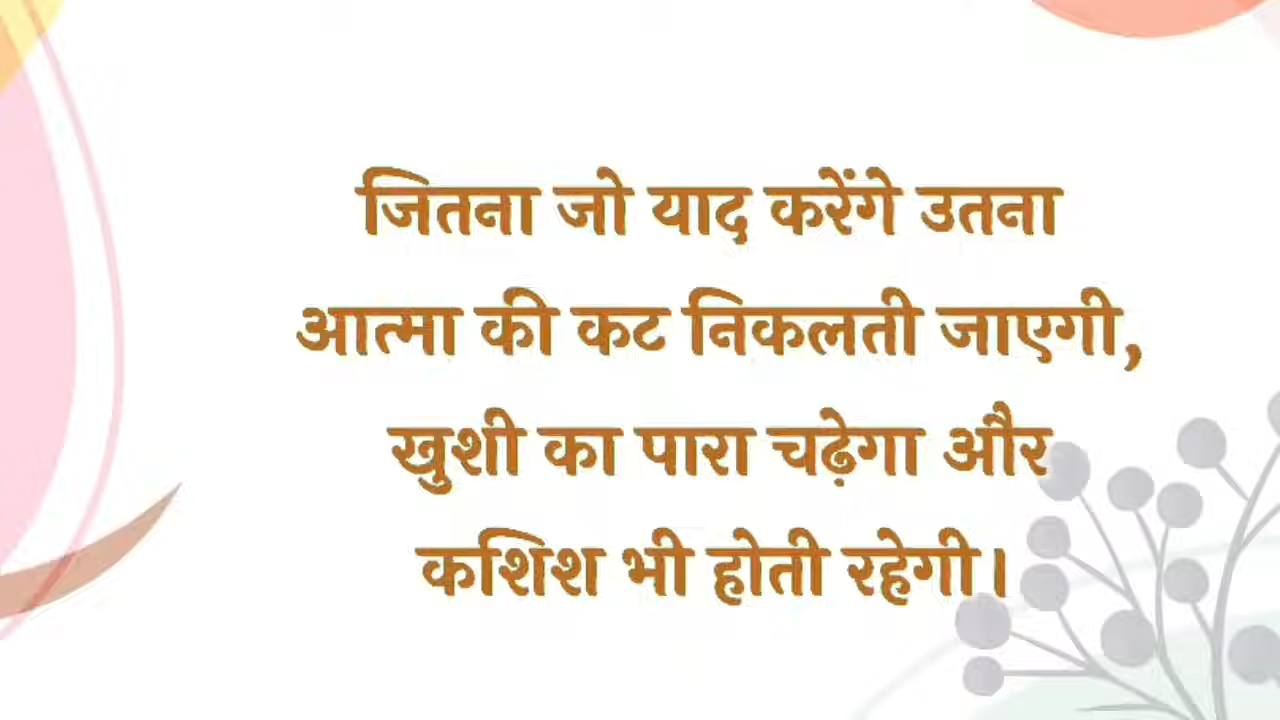 जितना जो याद करेंगे उतना
आत्मा की कट निकलती जाएगी,
खुशी का पारा चढ़ेगा और
कशिश भी होती रहेगी।